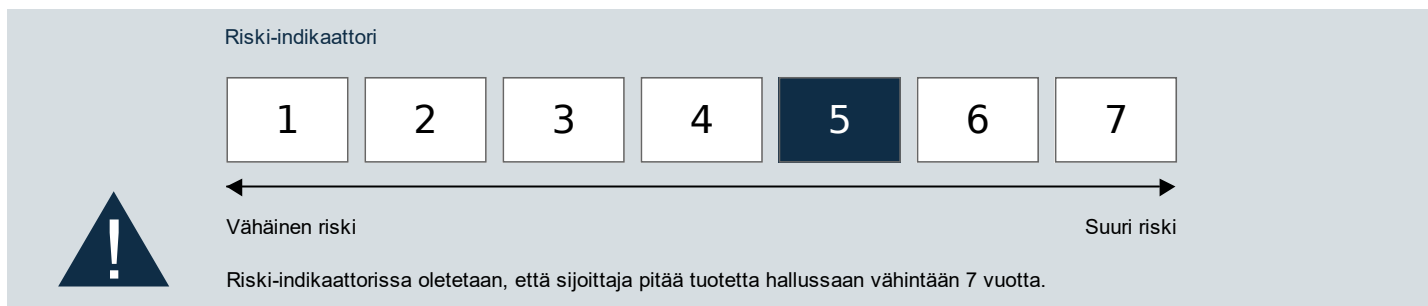 Riski-indikaattori
1 2 3 4 5 6 7
Vähäinen riski Suuri riski
!
Riski-indikaattorissa oletetaan, että sijoittaja pitää tuotetta hallussaan vähintään 7 vuotta.